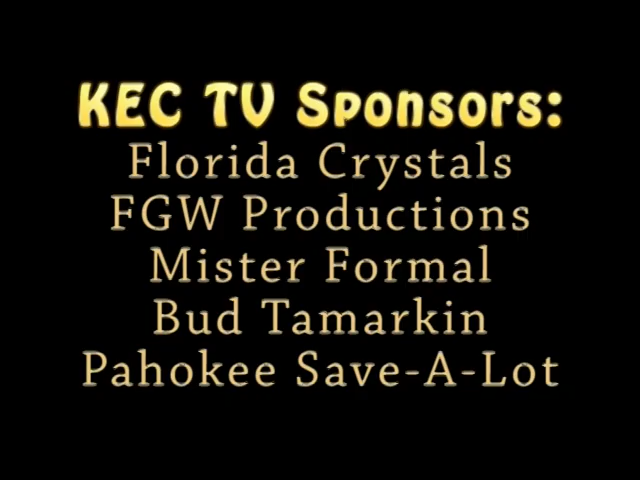 KEC TV Sponsors:
Florida Crystals
FGW Productions
Mister Formal
Bud Tamarkin
Pahokee Save-A-Lot